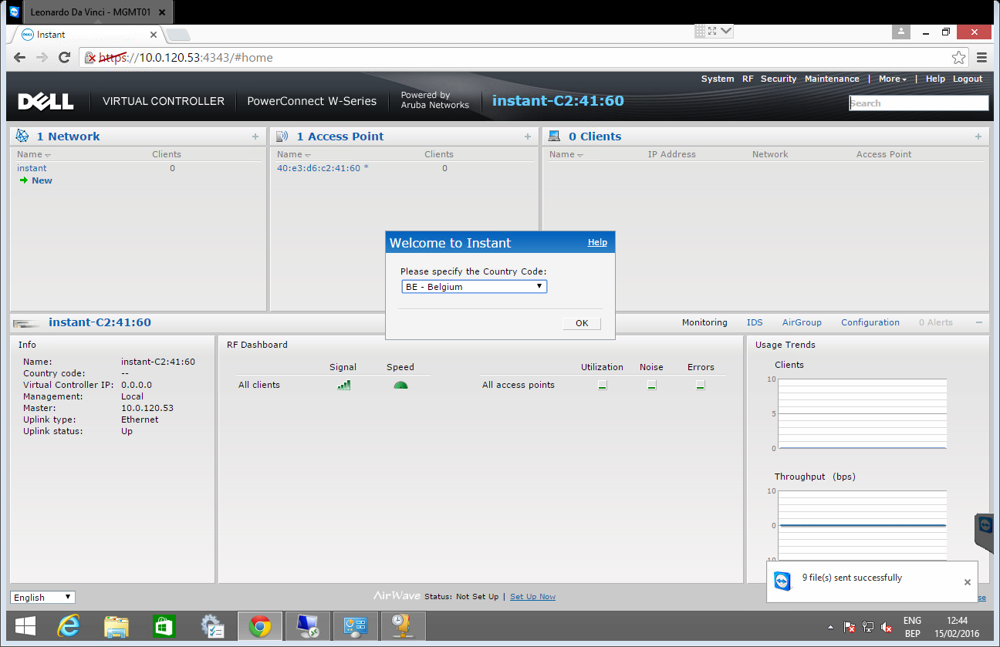 Leonardo Da Vinci - MGMT01
Instant
https://10.0.120.53:4343/#home
System RF Security Maintenance | More | Help Logout
DELL VIRTUAL CONTROLLER PowerConnect W-Series Powered by
Aruba Networks instant-C2:41:60
Search
1 Network
Name Clients
instant 0
New
1 Access Point
Name Clients
40:e3:d6:c2:41:60 * 0
0 Clients
Name IP Address Network Access Point
Welcome to Instant Help
Please specify the Country Code:
BE - Belgium
OK
instant-C2:41:60 Monitoring IDS AirGroup Configuration 0 Alerts
Info
Name: instant-C2:41:60
Country code: --
Virtual Controller IP: 0.0.0.0
Management: Local
Master: 10.0.120.53
Uplink type: Ethernet
Uplink status: Up
RF Dashboard
Signal Speed Utilization Noise Errors
All clients All access points
Usage Trends
Clients
10
5
0
Throughput (bps)
10
0
10
9 file(s) sent successfully
English AirWave Status: Not Set Up | Set Up Now
ENG 12:44
BEP 15/02/2016